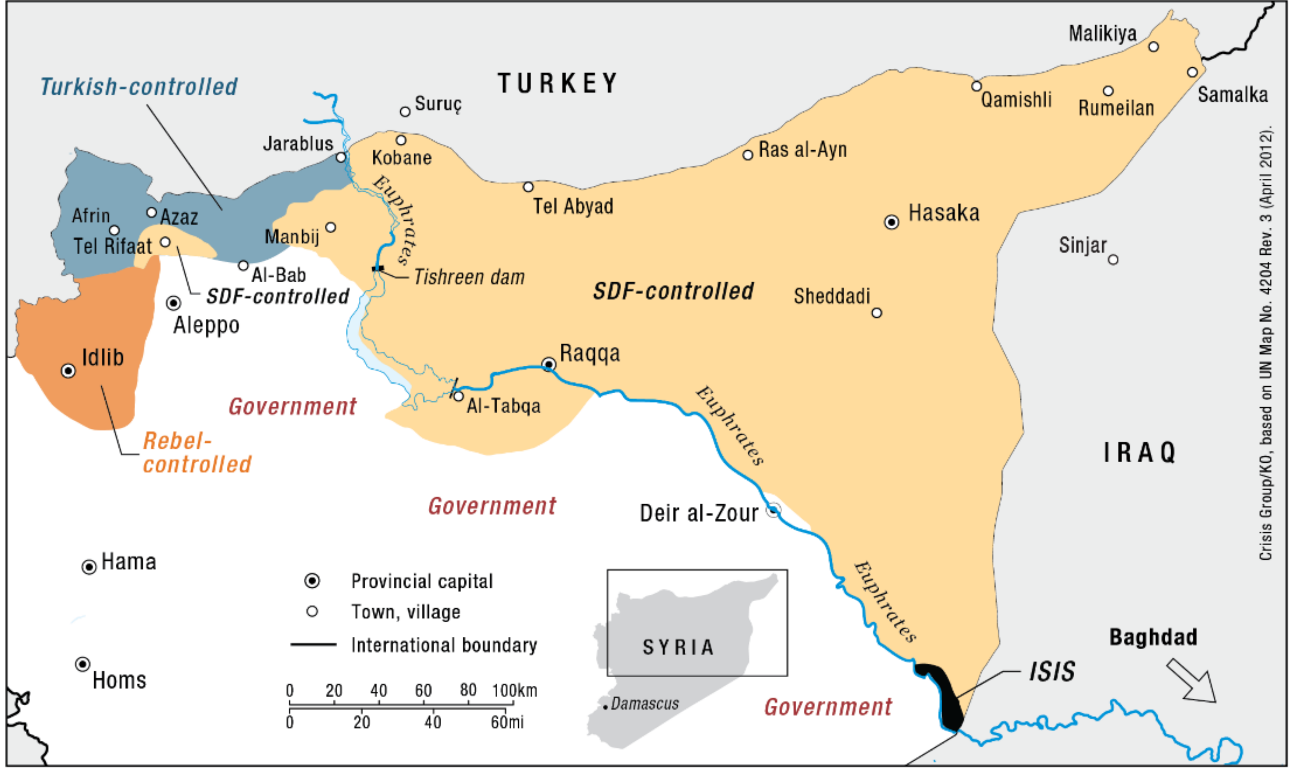 Malikiya
TURKEY
Turkish-controlled
Suruç
Qamishli
Rumeilan
Samalka
Jarablus
Kobane
Ras al-Ayn
Euphrates
Tel Abyad
Afrin
Azaz
Hasaka
Tel Rifaat
Manbij
Sinjar
Al-Bab
Tishreen dam
SDF-controlled
SDF-controlled
Sheddadi
Aleppo
Idlib
Raqqa
Government
Al-Tabqa
Euphrates
Rebel-
controlled
IRAQ
Government
Deir al-Zour
Hama
Euphrates
Provincial capital
Town, village
International boundary
SYRIA
Baghdad
Homs
ISIS
0 20 40 60 80 100km
0 20 40 60mi
Damascus
Government
Crisis Group/KO, based on UN Map No. 4204 Rev. 3 (April 2012).